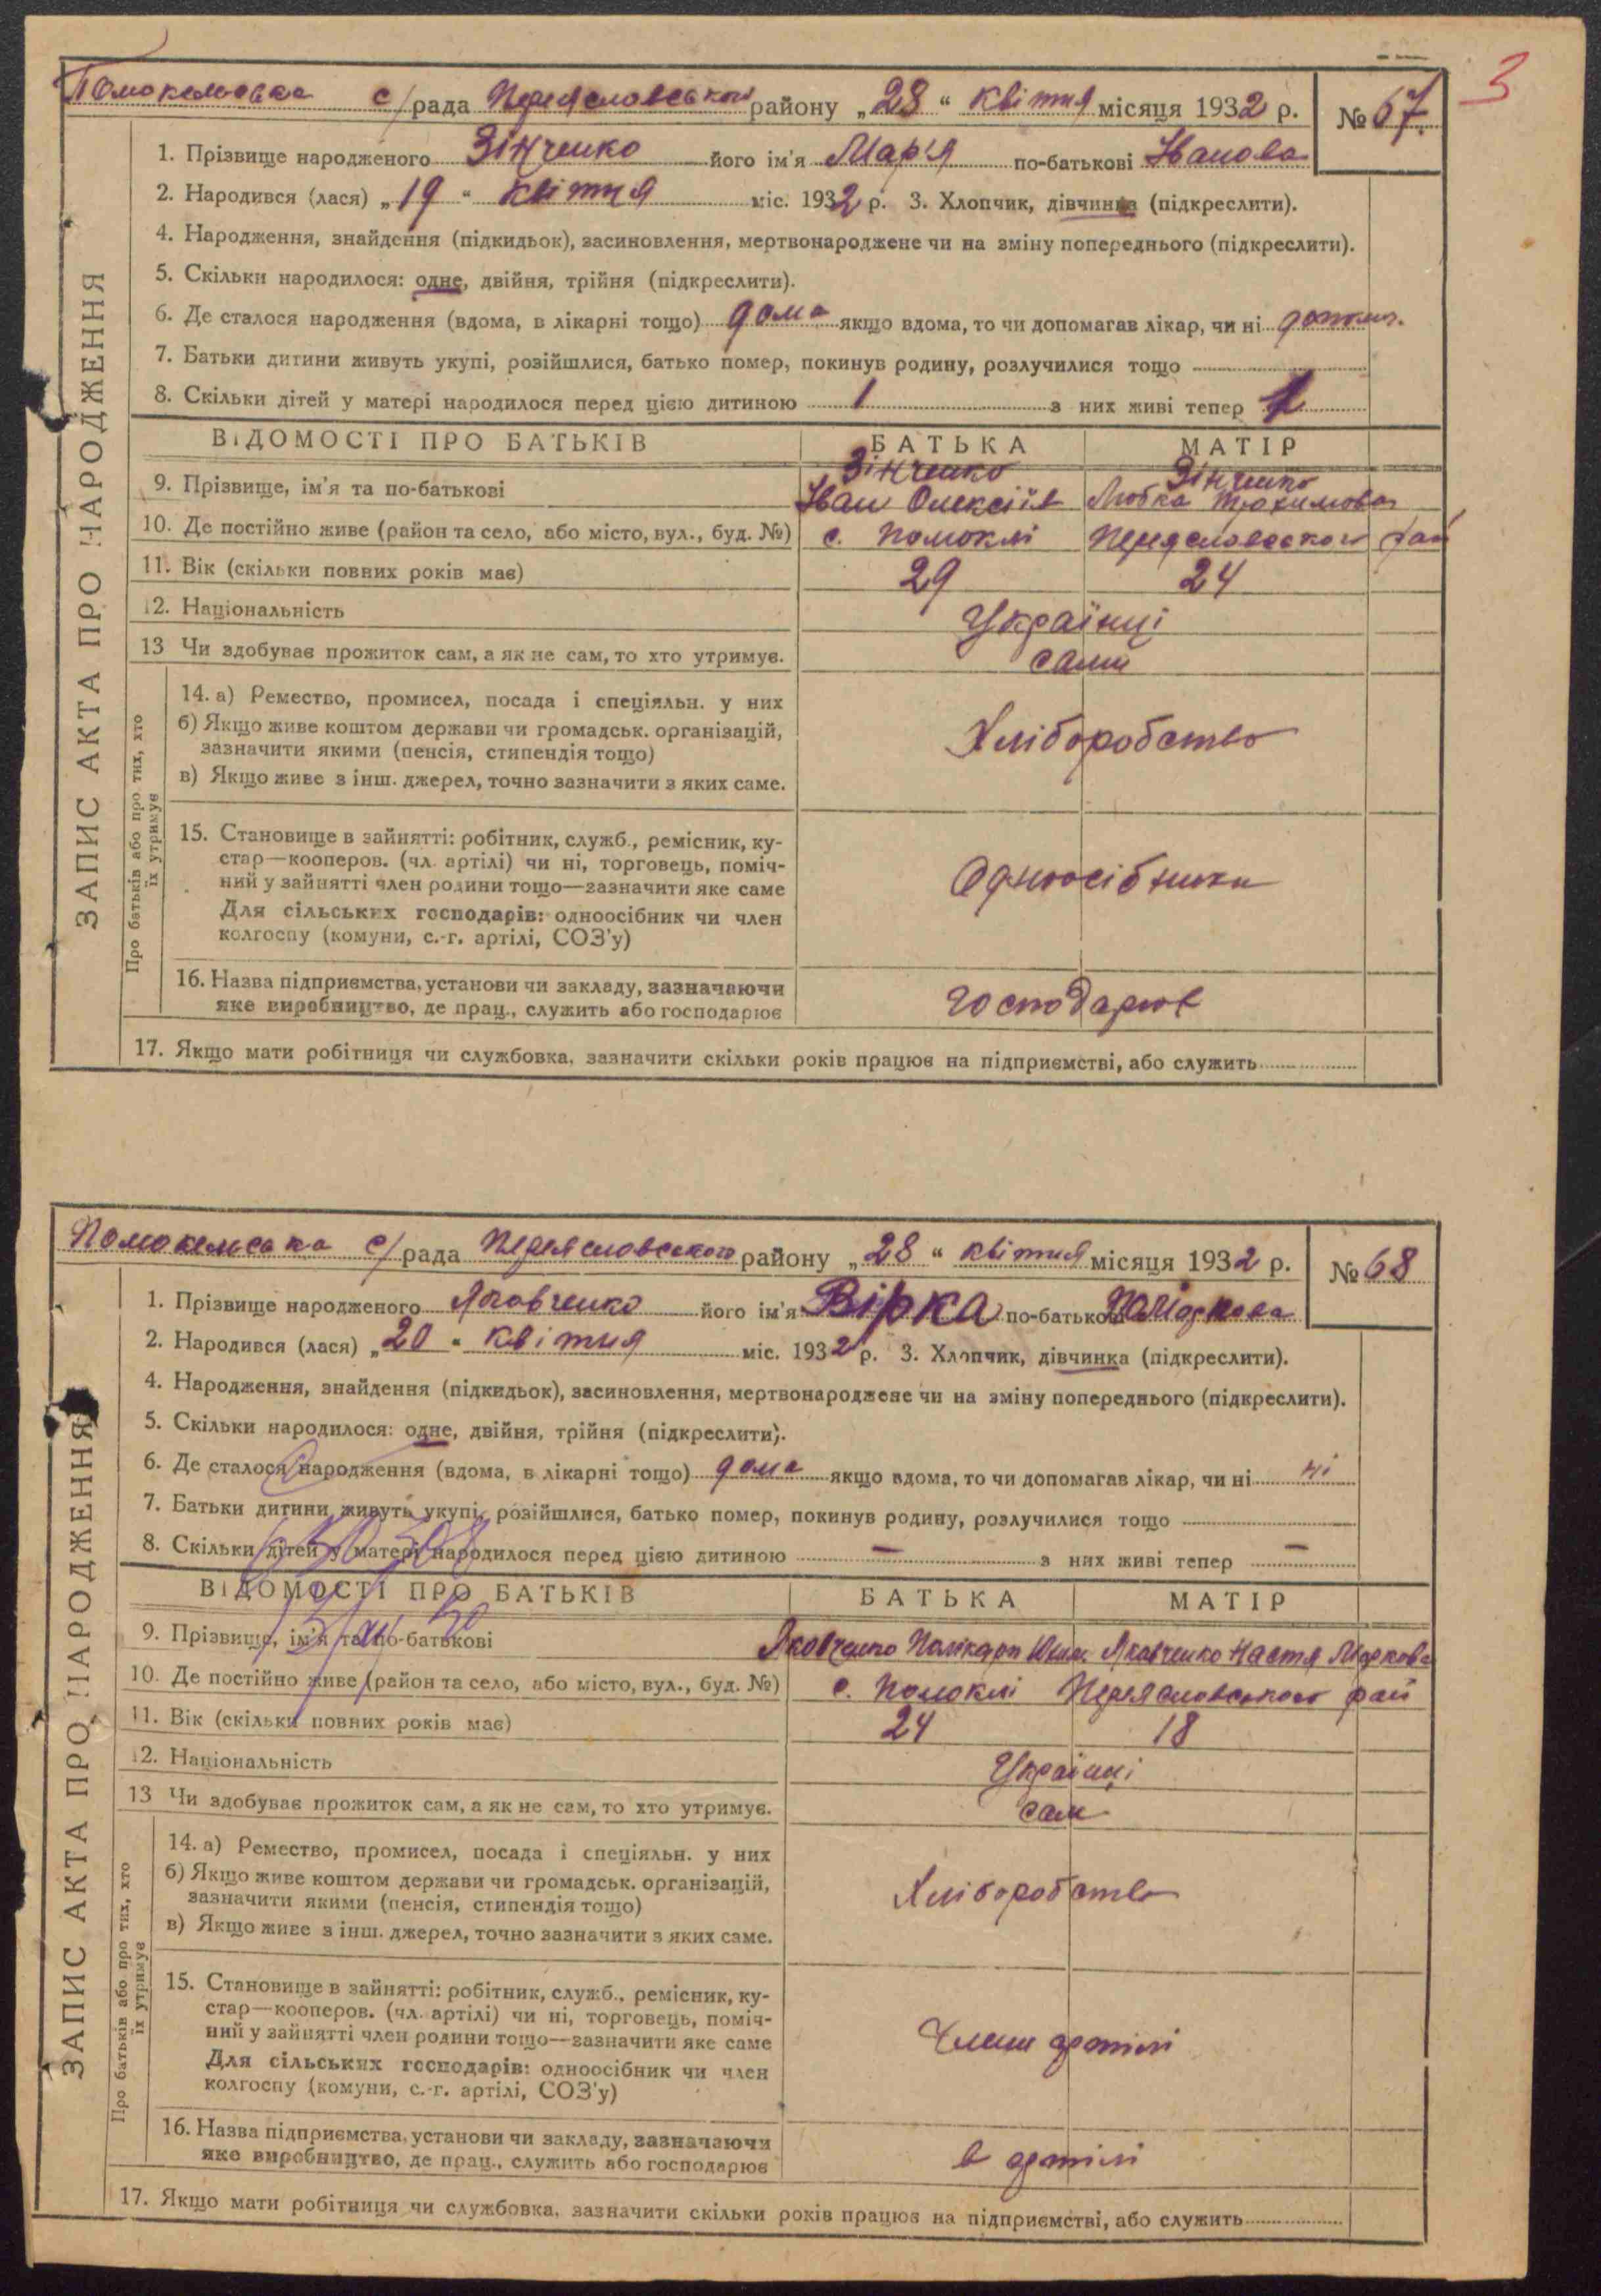 3
Помокельська с/рада Переяславського району „28“ квітня місяця 1932 р. № 67.
ЗАПИС АКТА ПРО НАРОДЖЕННЯ
1. Прізвище народженого Зінченко його ім'я Мар'я по-батькові Іванова
2. Народився (лася) „19“ квітня міс. 1932 р. 3. Хлопчик, дівчинка (підкреслити).
4. Народження, знайдення (підкидьок), засиновлення, мертвонароджене чи на зміну попереднього (підкреслити).
5. Скільки народилося: одне, двійня, трійня (підкреслити).
6. Де сталося народження (вдома, в лікарні тощо) дома якщо вдома, то чи допомагав лікар, чи ні
7. Батьки дитини живуть укупі, розійшлися, батько помер, покинув родину, розлучилися тощо
8. Скільки дітей у матері народилося перед цією дитиною 1 з них живі тепер 1
ВІДОМОСТІ ПРО БАТЬКІВ БАТЬКА МАТІР
9. Прізвище, ім'я та по-батькові Зінченко Іван Олексіїв Зінченко Любка Трохимова
10. Де постійно живе (район та село, або місто, вул., буд. №) с. Помоклі Переяславського рай
11. Вік (скільки повних років має) 29 24
12. Національність Українці
13 Чи здобуває прожиток сам, а як не сам, то хто утримує. сами
Про батьків або про тих, хто їх утримує
14. а) Ремество, промисел, посада і спеціяльн. у них
б) Якщо живе коштом держави чи громадськ. організацій,
зазначити якими (пенсія, стипендія тощо) Хліборобство
в) Якщо живе з інш. джерел, точно зазначити з яких саме.
15. Становище в зайнятті: робітник, служб., ремісник, ку-
стар—кооперов. (чл. артілі) чи ні, торговець, поміч-
ний у зайнятті член родини тощо—зазначити яке саме Одноосібники
Для сільських господарів: одноосібник чи член
колгоспу (комуни, с.-г. артілі, СОЗ'у)
16. Назва підприємства, установи чи закладу, зазначаючи
яке виробництво, де прац., служить або господарює господарює
17. Якщо мати робітниця чи службовка, зазначити скільки років працює на підприємстві, або служить
Помокельська с/рада Переяславського району „28“ квітня місяця 1932 р. № 68
ЗАПИС АКТА ПРО НАРОДЖЕННЯ
1. Прізвище народженого Яковченко його ім'я Вірка по-батькові
2. Народився (лася) „20“ квітня міс. 1932 р. 3. Хлопчик, дівчинка (підкреслити).
4. Народження, знайдення (підкидьок), засиновлення, мертвонароджене чи на зміну попереднього (підкреслити).
5. Скільки народилося: одне, двійня, трійня (підкреслити).
6. Де сталося народження (вдома, в лікарні тощо) дома якщо вдома, то чи допомагав лікар, чи ні ні
7. Батьки дитини живуть укупі, розійшлися, батько помер, покинув родину, розлучилися тощо
8. Скільки дітей у матері народилося перед цією дитиною — з них живі тепер —
ВІДОМОСТІ ПРО БАТЬКІВ БАТЬКА МАТІР
9. Прізвище, ім'я та по-батькові Яковченко Полікарп Яковченко Настя Маркова
10. Де постійно живе (район та село, або місто, вул., буд. №) с. Помоклі Переяславського рай
11. Вік (скільки повних років має) 24 18
12. Національність Українці
13 Чи здобуває прожиток сам, а як не сам, то хто утримує. сам
Про батьків або про тих, хто їх утримує
14. а) Ремество, промисел, посада і спеціяльн. у них
б) Якщо живе коштом держави чи громадськ. організацій,
зазначити якими (пенсія, стипендія тощо) Хліборобство
в) Якщо живе з інш. джерел, точно зазначити з яких саме.
15. Становище в зайнятті: робітник, служб., ремісник, ку-
стар—кооперов. (чл. артілі) чи ні, торговець, поміч-
ний у зайнятті член родини тощо—зазначити яке саме Члени артілі
Для сільських господарів: одноосібник чи член
колгоспу (комуни, с.-г. артілі, СОЗ'у)
16. Назва підприємства, установи чи закладу, зазначаючи
яке виробництво, де прац., служить або господарює в артілі
17. Якщо мати робітниця чи службовка, зазначити скільки років працює на підприємстві, або служить